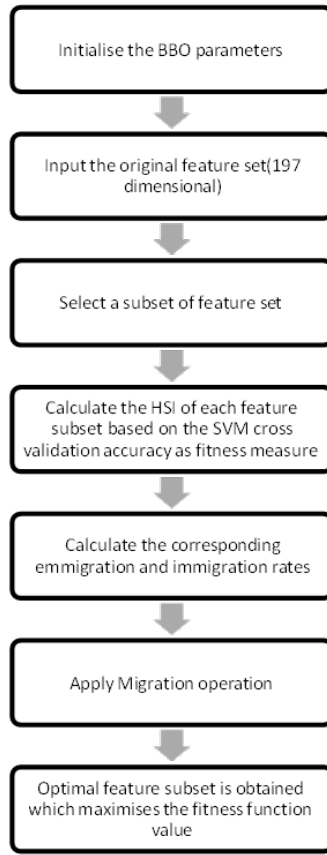 Initialise the BBO parameters
Input the original feature set(197
dimensional)
Select a subset of feature set
Calculate the HSI of each feature
subset based on the SVM cross
validation accuracy as fitness measure
Calculate the corresponding
emmigration and immigration rates
Apply Migration operation
Optimal feature subset is obtained
which maximises the fitness function
value